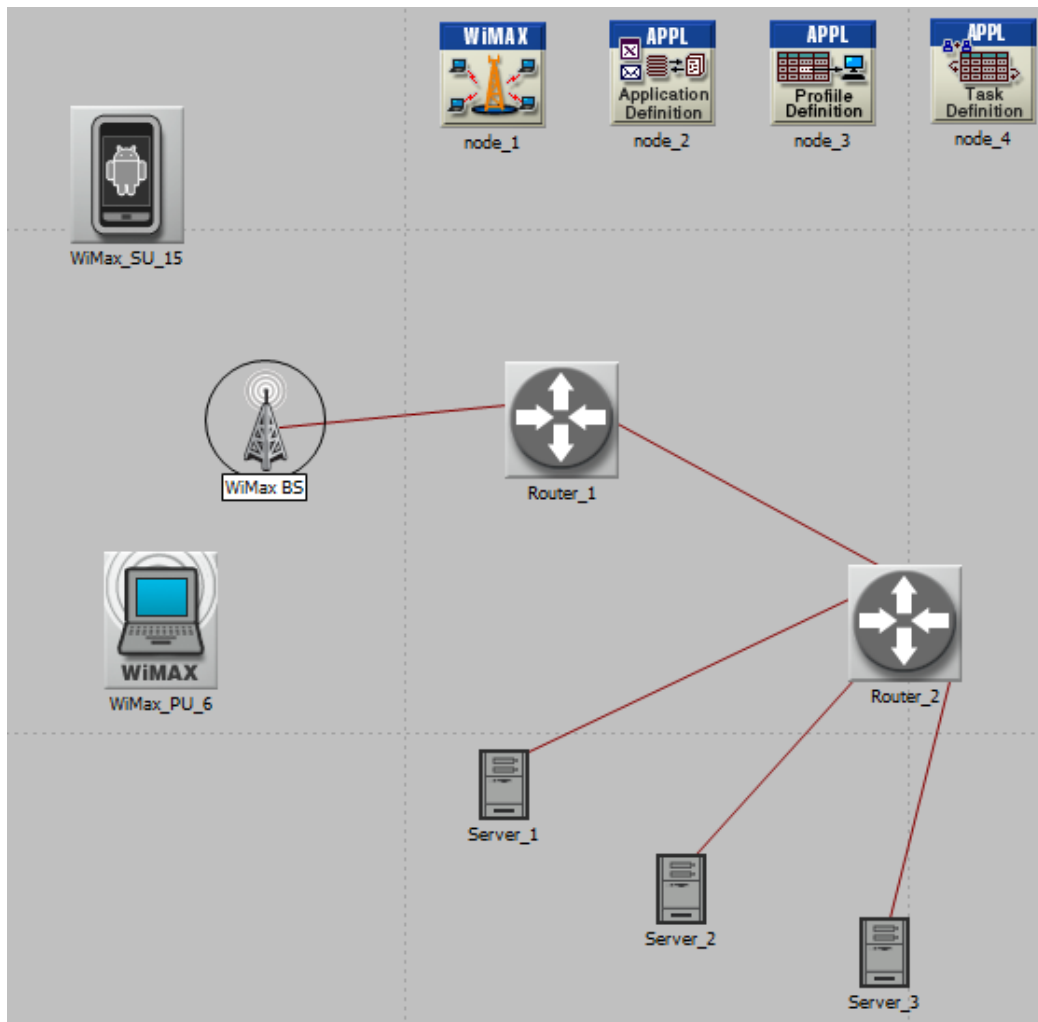 WiMAX
node_1
APPL
Application
Definition
node_2
APPL
Profiile
Definition
node_3
APPL
Task
Definition
node_4
WiMax_SU_15
WiMax BS
Router_1
WiMAX
WiMax_PU_6
Router_2
Server_1
Server_2
Server_3